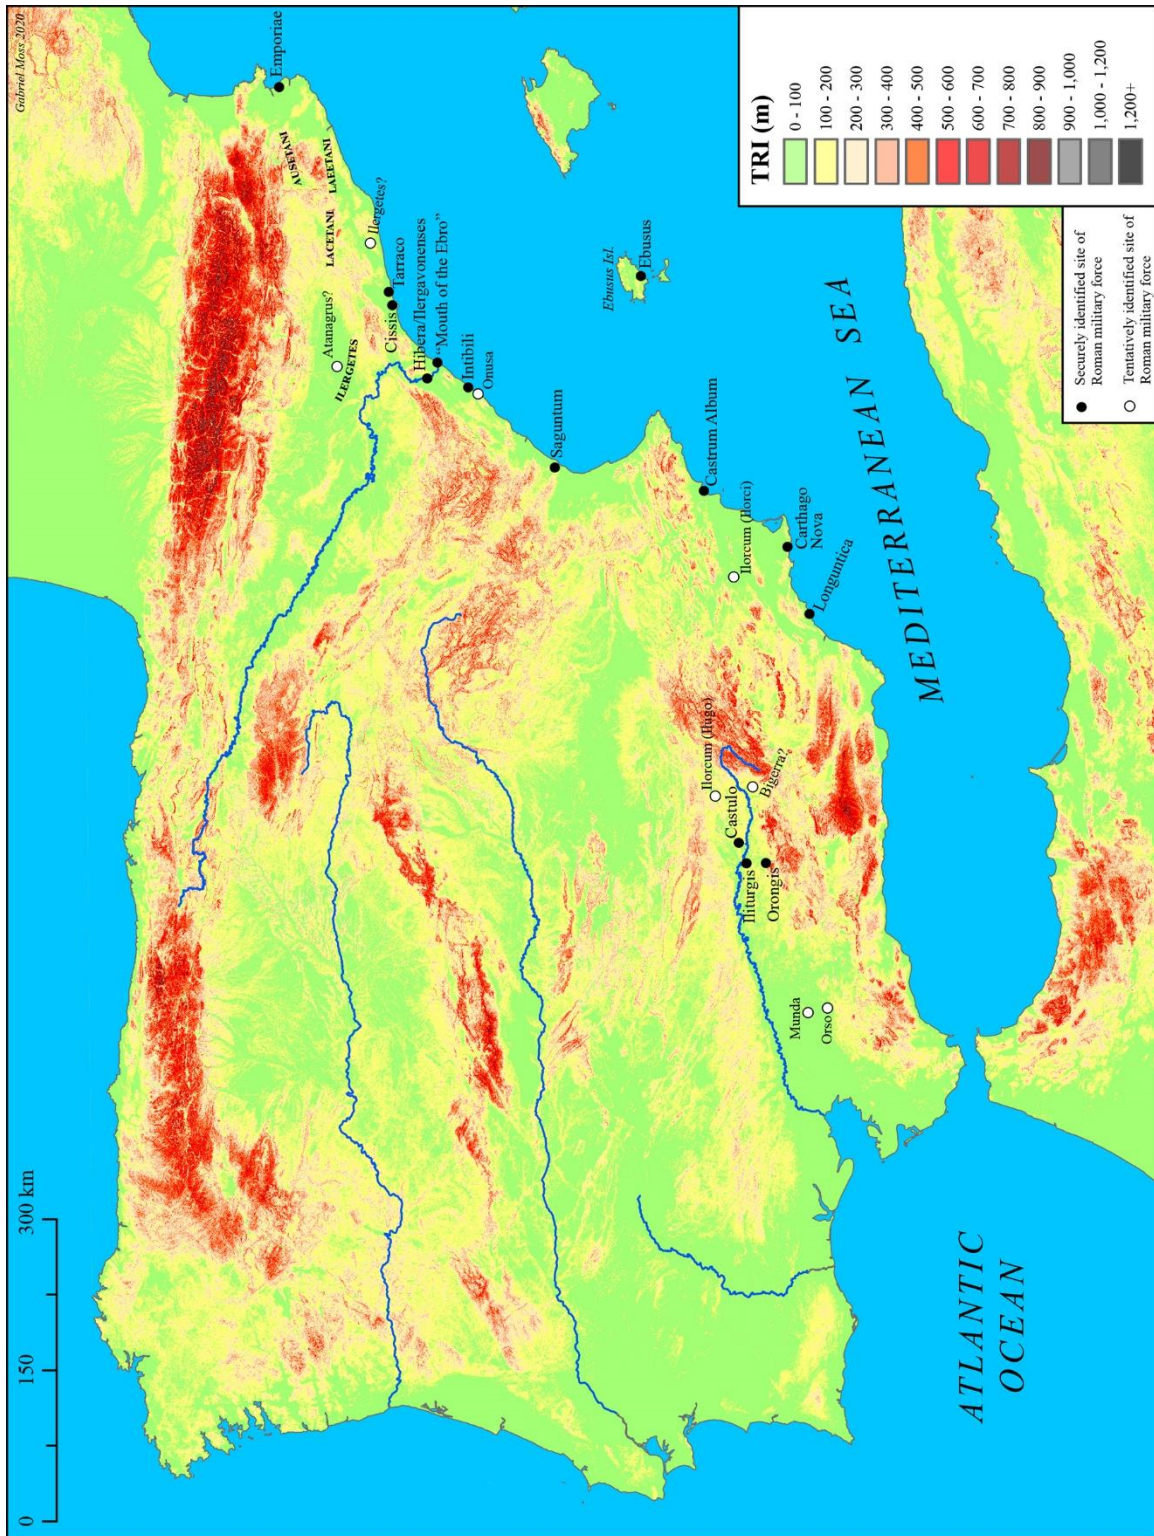 Gabriel Moss 2020
0 150 300 km
Emporiae
AUSETANI
LAEETANI
LACETANI
Ilergetes?
Atanagrus?
ILERGETES
Tarraco
Cissis
Hibera/Ilergavonenses
"Mouth of the Ebro"
Intibili
Onusa
Saguntum
Ebusus Isl.
Ebusus
Castrum Album
Ilorcum (Ilorci)
Carthago
Nova
Longuntica
Ilorcum (Ilugo)
Castulo
Bigerra?
Iliturgis
Orongis
Munda
Orso
MEDITERRANEAN SEA
ATLANTIC
OCEAN
TRI (m)
0 - 100
100 - 200
200 - 300
300 - 400
400 - 500
500 - 600
600 - 700
700 - 800
800 - 900
900 - 1,000
1,000 - 1,200
1,200+
Securely identified site of
Roman military force
Tentatively identified site of
Roman military force